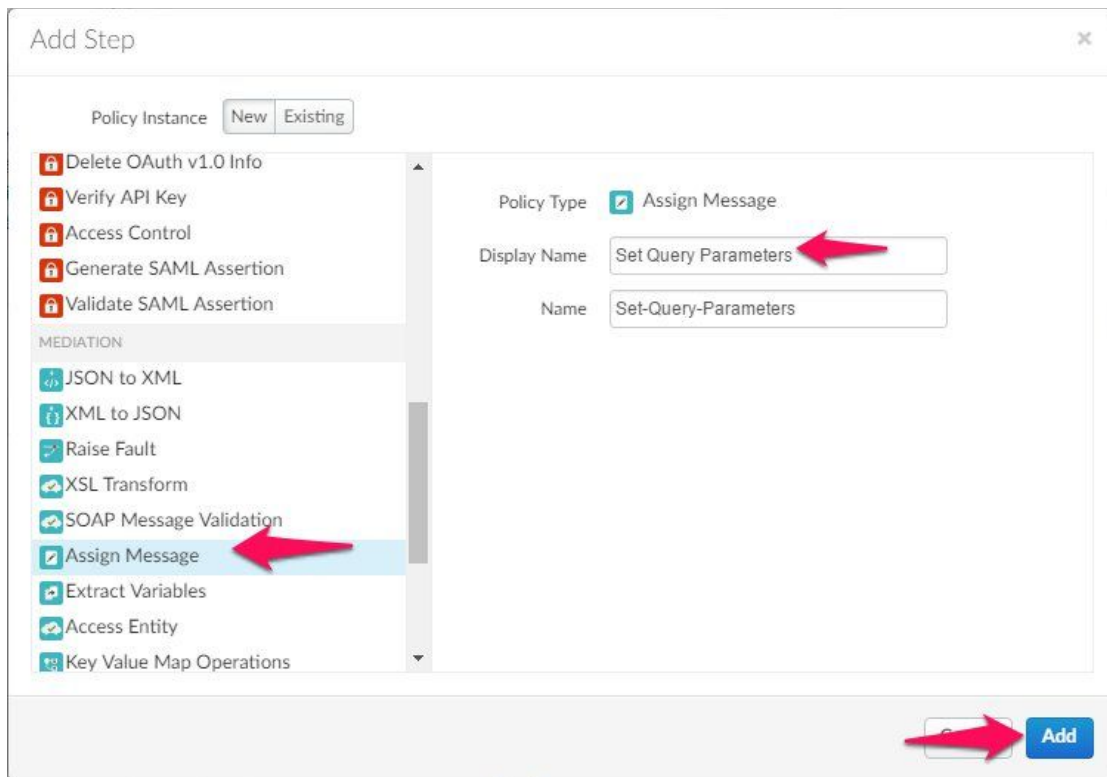 Add Step
×
Policy Instance New Existing
Delete OAuth v1.0 Info
Verify API Key
Access Control
Generate SAML Assertion
Validate SAML Assertion
MEDIATION
JSON to XML
XML to JSON
Raise Fault
XSL Transform
SOAP Message Validation
Assign Message
Extract Variables
Access Entity
Key Value Map Operations
Policy Type Assign Message
Display Name Set Query Parameters
Name Set-Query-Parameters
Add